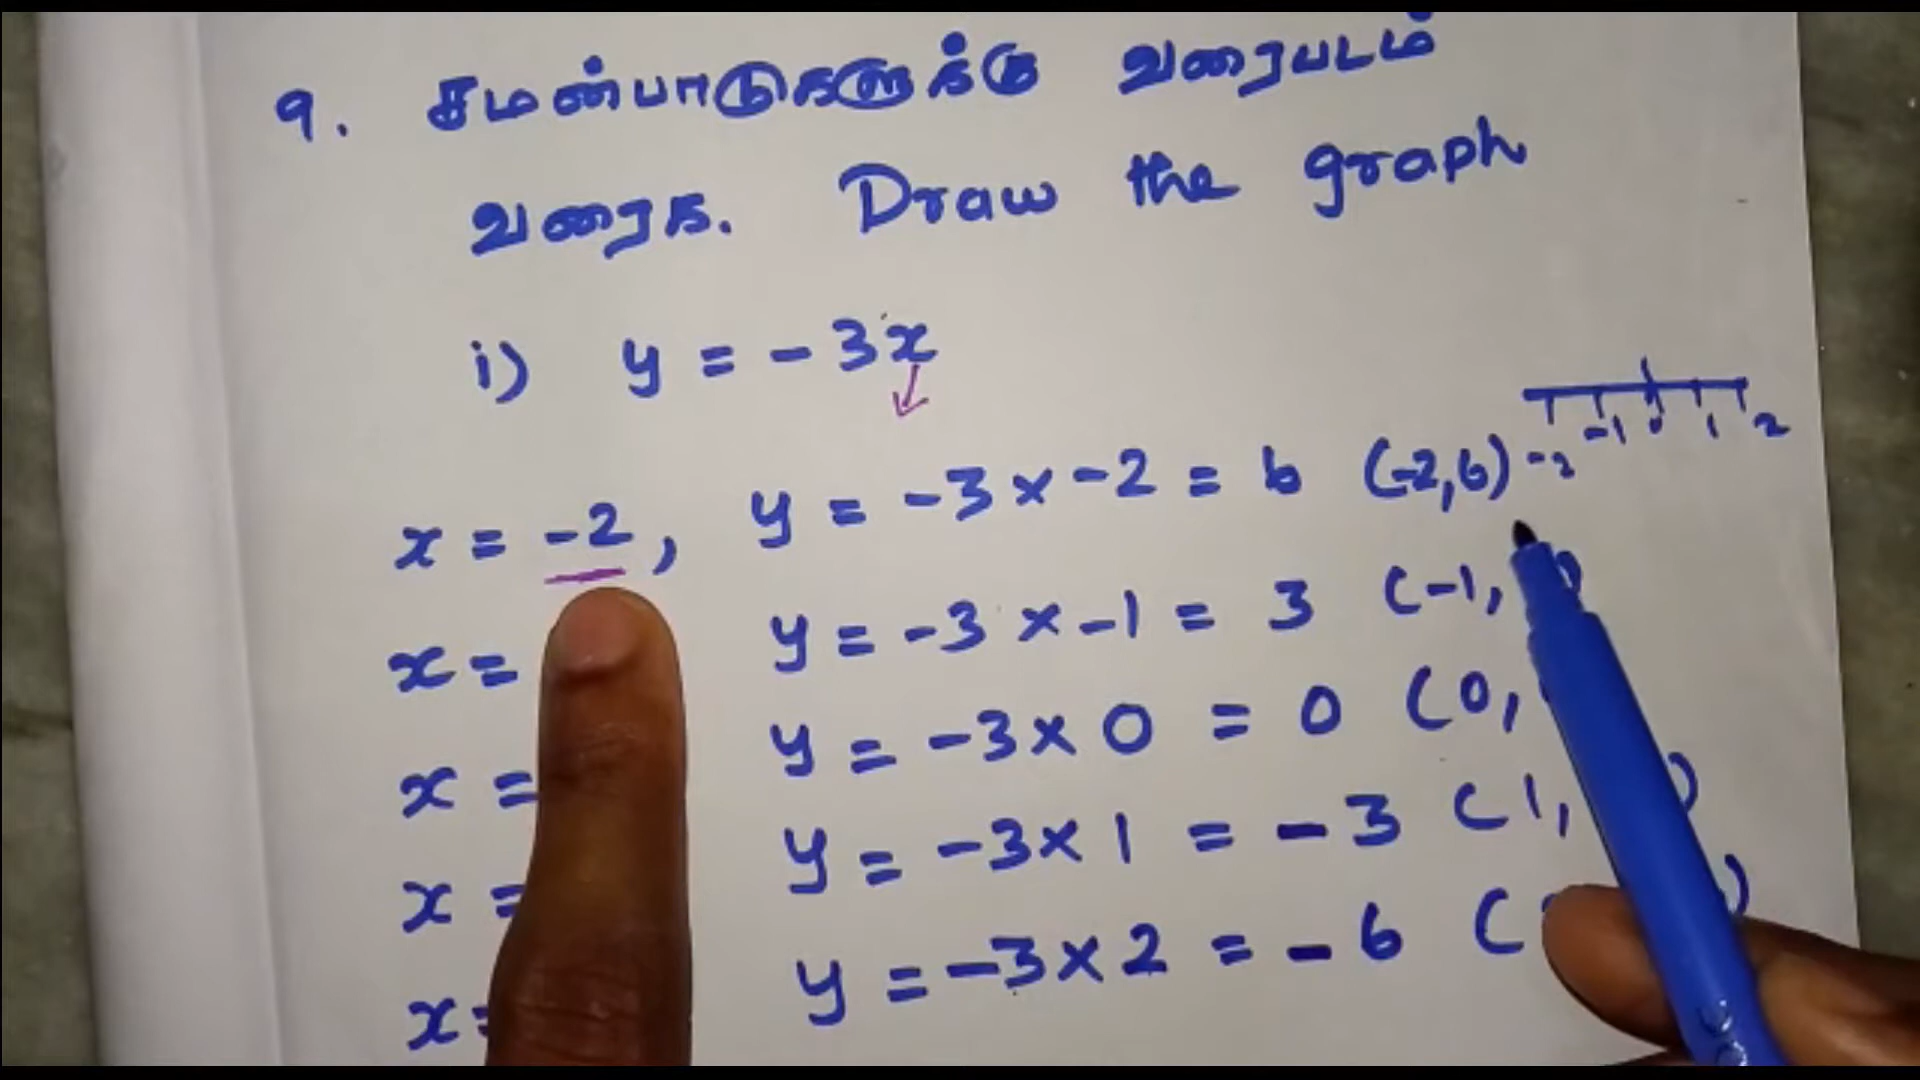 9. சமன்பாடுகளுக்கு வரைபடம்
வரைக. Draw the graph
i) y = -3x
-2 -1 0 1 2
x = -2, y = -3 x -2 = 6 (-2,6)
x = y = -3 x -1 = 3 (-1, )
x = y = -3 x 0 = 0 (0,
x = y = -3 x 1 = -3 (1, )
x = y = -3 x 2 = -6 ( )